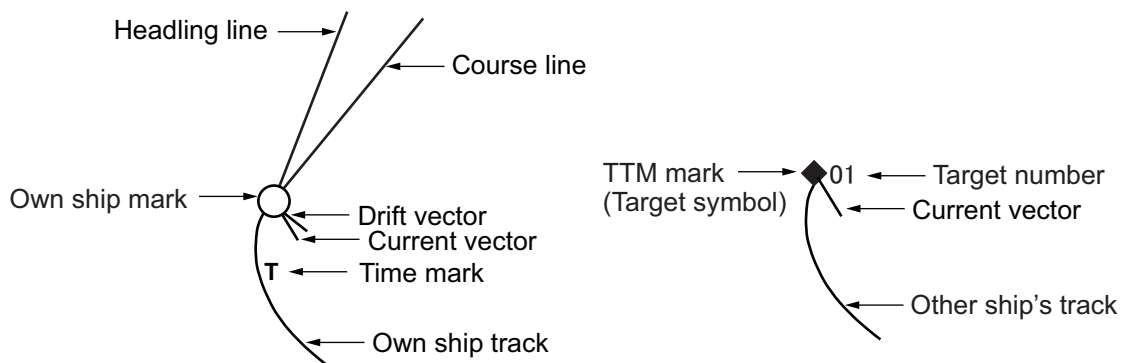 Headling line
Course line
Own ship mark
Drift vector
Current vector
T
Time mark
Own ship track
TTM mark
(Target symbol)
01
Target number
Current vector
Other ship's track